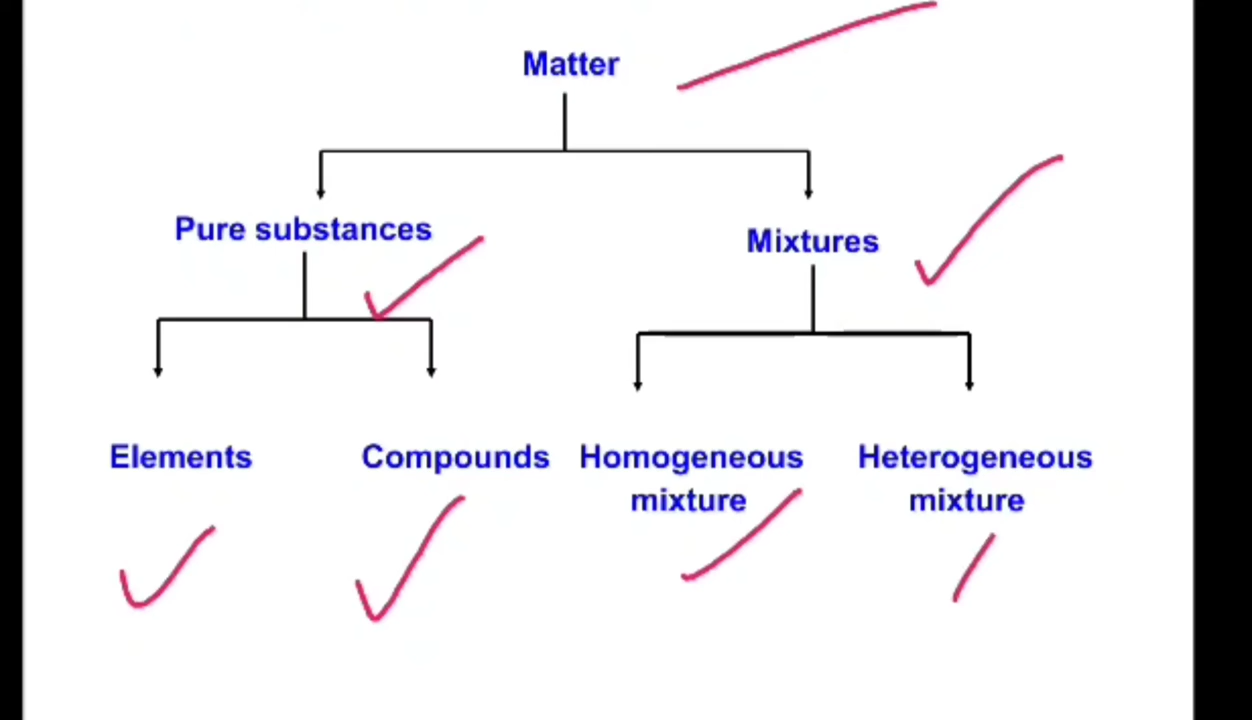 Matter
Pure substances
Mixtures
Elements
Compounds
Homogeneous
mixture
Heterogeneous
mixture